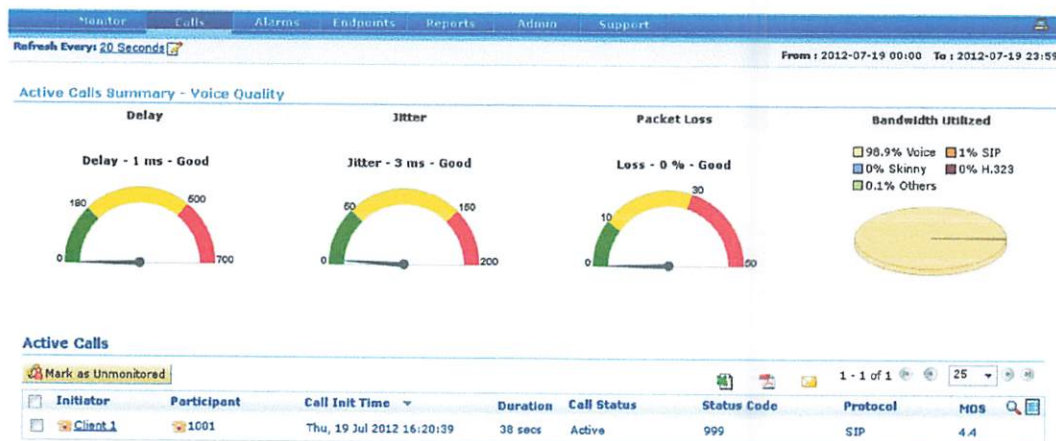 Monitor Calls Alarms Endpoints Reports Admin Support
Refresh Every: 20 Seconds
From : 2012-07-19 00:00 To : 2012-07-19 23:59
Active Calls Summary - Voice Quality
Delay Jitter Packet Loss Bandwidth Utilized
Delay - 1 ms - Good Jitter - 3 ms - Good Loss - 0 % - Good
98.9% Voice 1% SIP
0% Skinny 0% H.323
0.1% Others
0 180 500 700
0 50 150 200
0 10 30 50
Active Calls
Mark as Unmonitored 1 - 1 of 1 25
Initiator Participant Call Init Time Duration Call Status Status Code Protocol MOS
Client 1 1001 Thu, 19 Jul 2012 16:20:39 38 secs Active 999 SIP 4.4